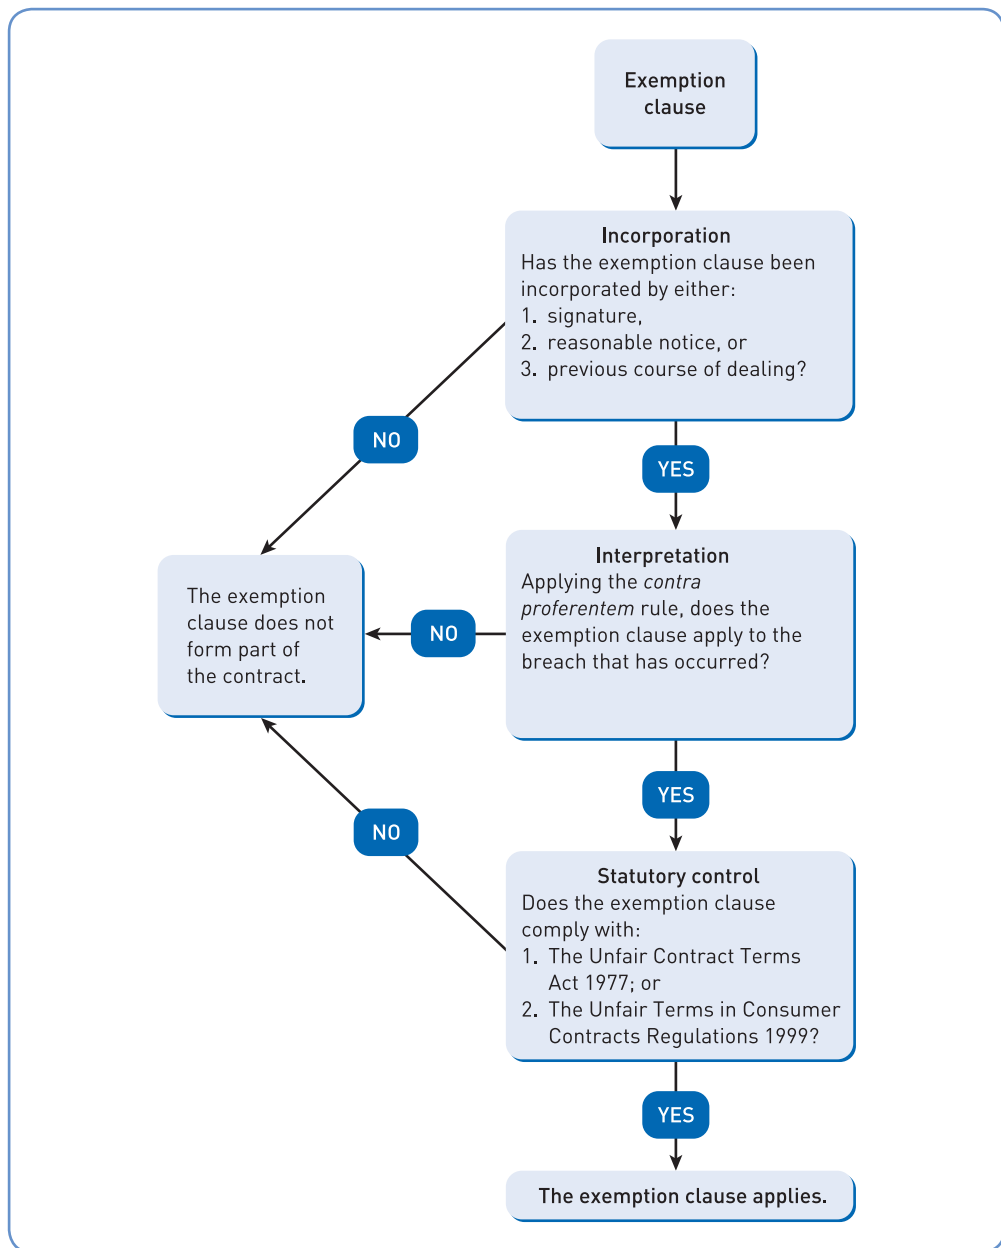 Exemption
clause
Incorporation
Has the exemption clause been
incorporated by either:
1. signature,
2. reasonable notice, or
3. previous course of dealing?
NO
YES
The exemption
clause does not
form part of
the contract.
NO
Interpretation
Applying the contra
proferentem rule, does the
exemption clause apply to the
breach that has occurred?
YES
NO
Statutory control
Does the exemption clause
comply with:
1. The Unfair Contract Terms
Act 1977; or
2. The Unfair Terms in Consumer
Contracts Regulations 1999?
YES
The exemption clause applies.